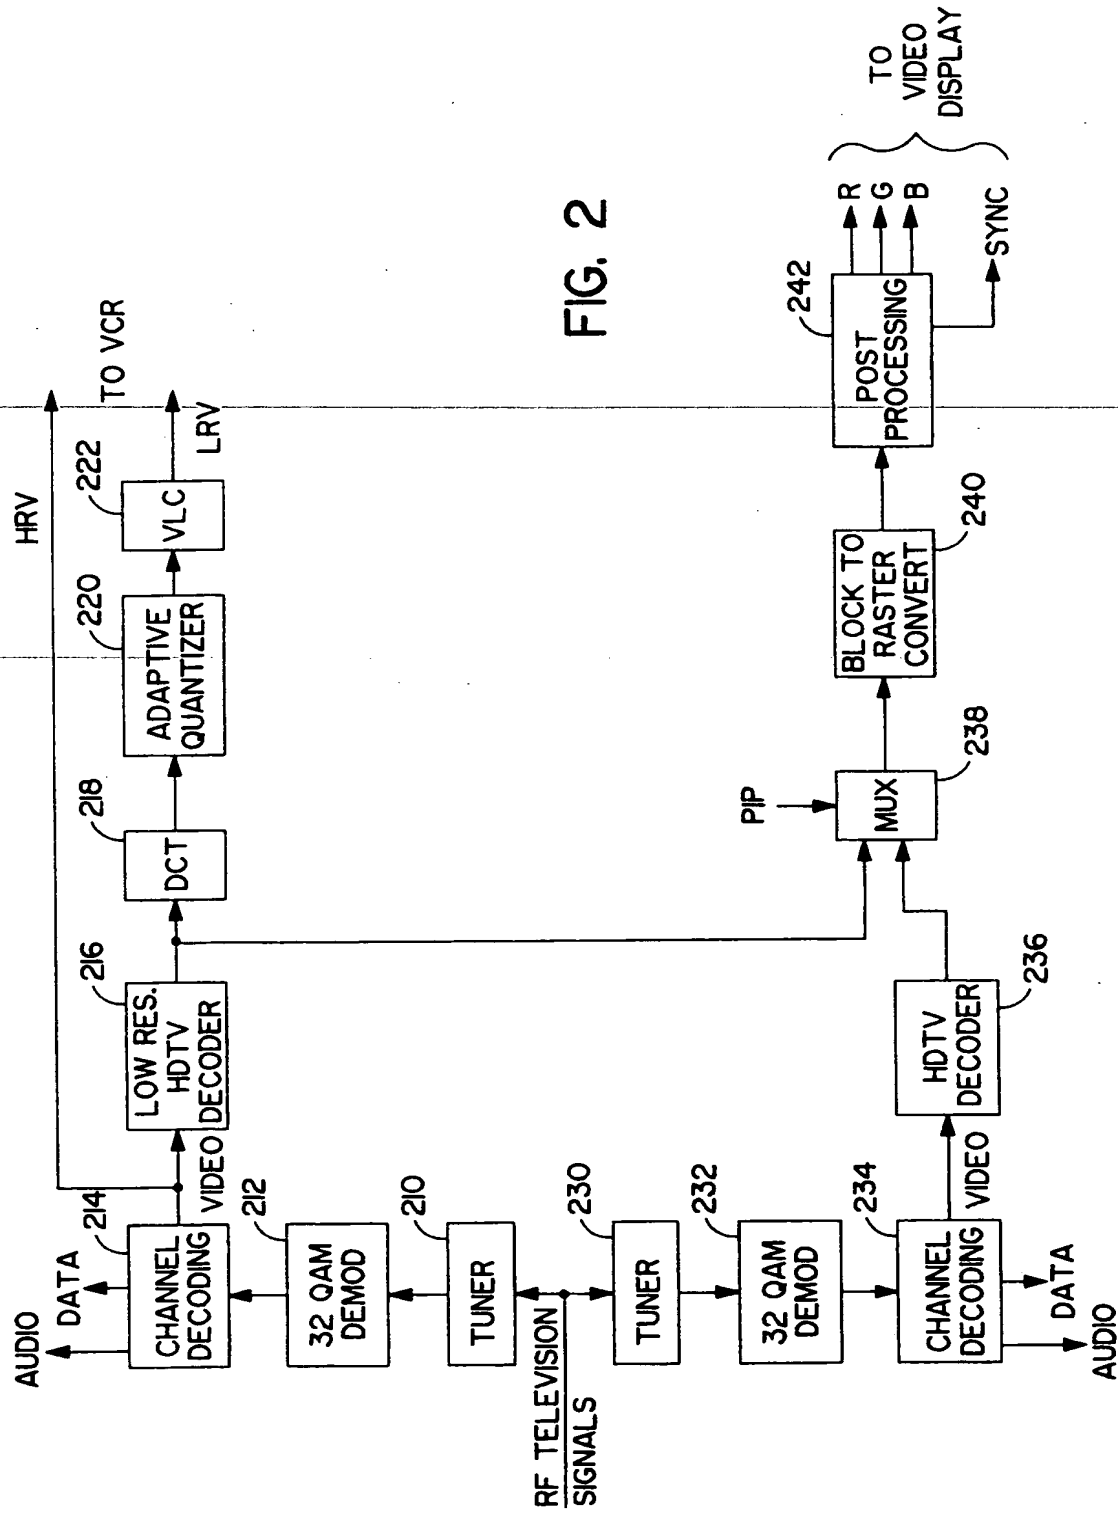 HRV
TO VCR
LRV
222
VLC
220
ADAPTIVE
QUANTIZER
218
DCT
216
LOW RES.
HDTV
DECODER
VIDEO
214
CHANNEL
DECODING
AUDIO
DATA
212
32 QAM
DEMOD
210
TUNER
RF TELEVISION
SIGNALS
230
TUNER
232
32 QAM
DEMOD
234
CHANNEL
DECODING
DATA
AUDIO
VIDEO
236
HDTV
DECODER
PIP
MUX
238
BLOCK TO
RASTER
CONVERT
240
242
POST
PROCESSING
R
G
B
SYNC
TO
VIDEO
DISPLAY
FIG. 2